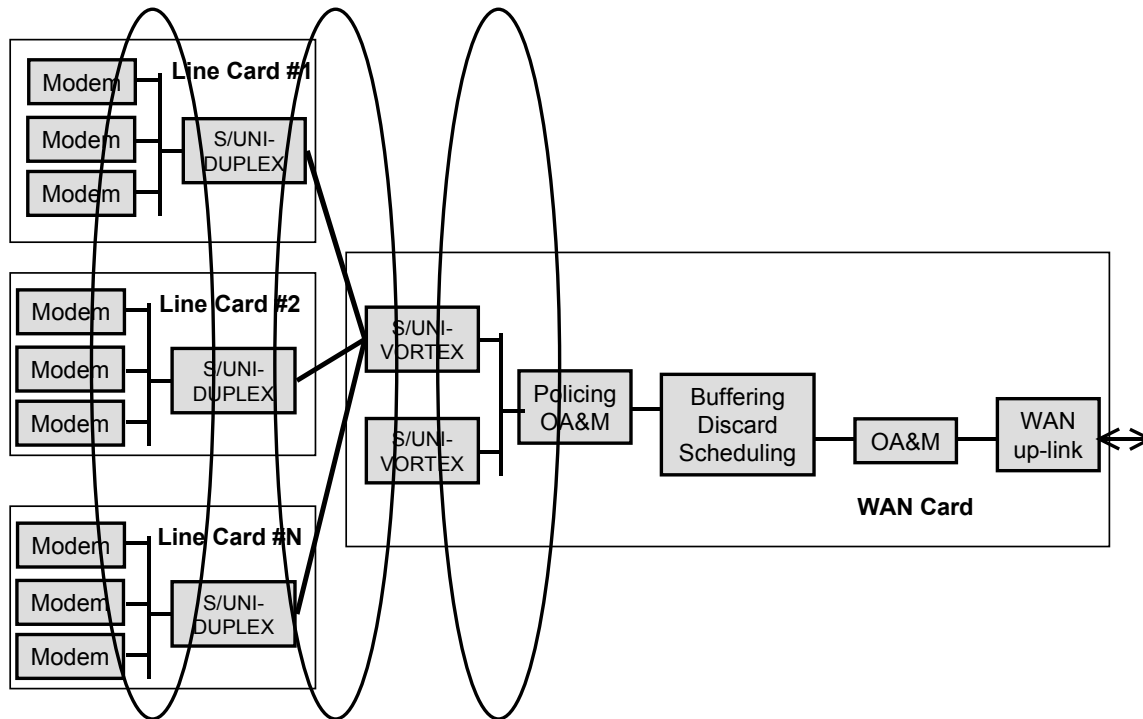 Line Card #1
Modem
Modem
Modem
S/UNI-
DUPLEX
Line Card #2
Modem
Modem
Modem
S/UNI-
DUPLEX
Line Card #N
Modem
Modem
Modem
S/UNI-
DUPLEX
S/UNI-
VORTEX
S/UNI-
VORTEX
Policing
OA&M
Buffering
Discard
Scheduling
OA&M
WAN
up-link
WAN Card